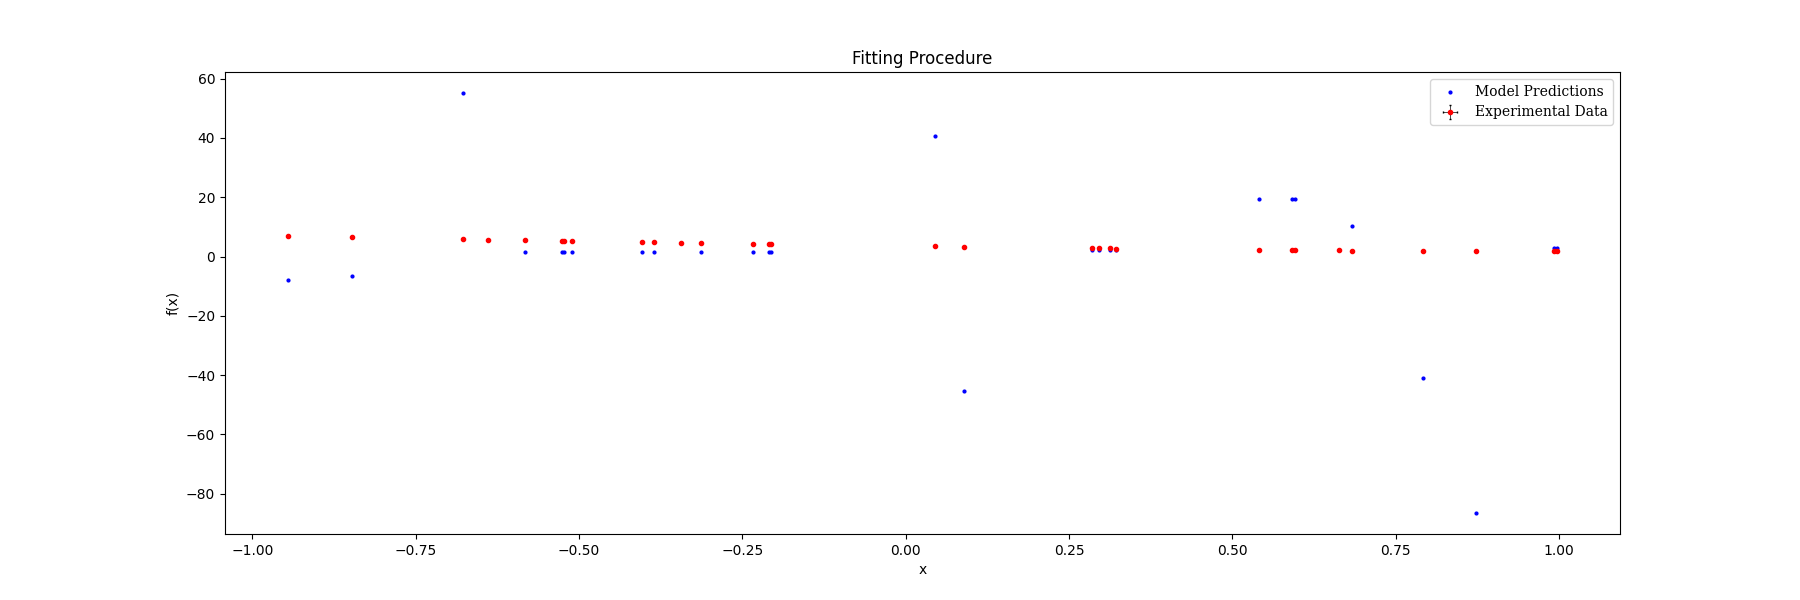 Fitting Procedure
60
40
20
0
−20
−40
−60
−80
f(x)
Model Predictions
Experimental Data
−1.00 −0.75 −0.50 −0.25 0.00 0.25 0.50 0.75 1.00
x